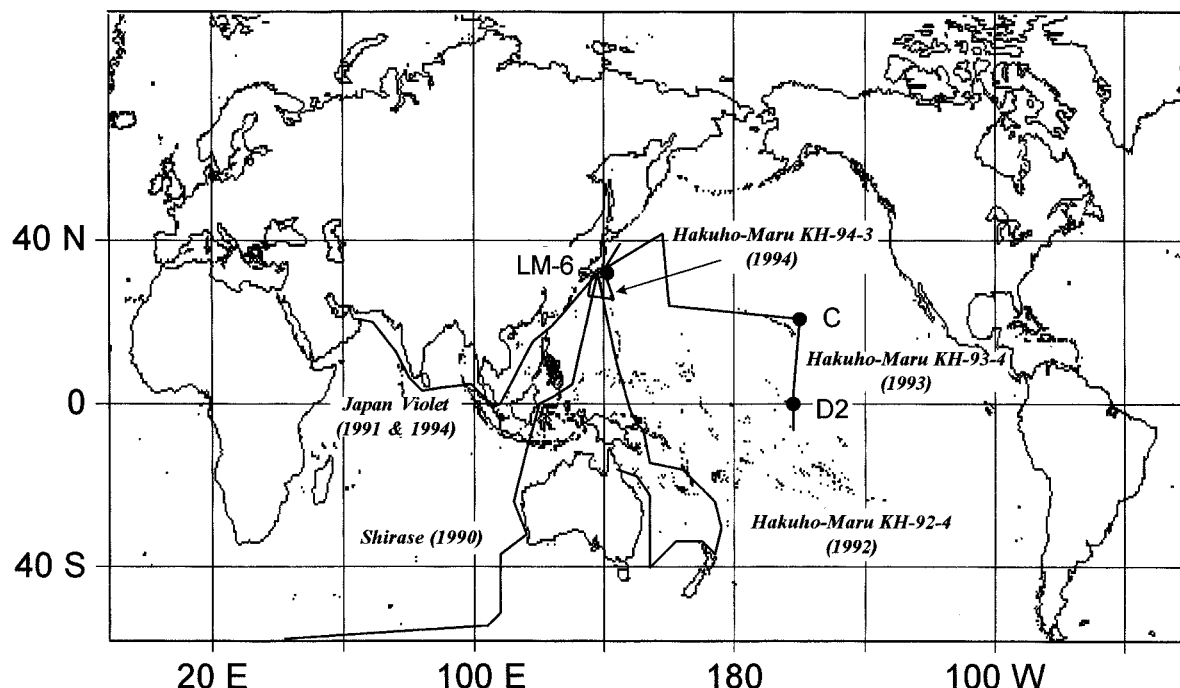 40 N
LM-6
Hakuho-Maru KH-94-3
(1994)
C
Hakuho-Maru KH-93-4
(1993)
0
Japan Violet
(1991 & 1994)
D2
Shirase (1990)
Hakuho-Maru KH-92-4
(1992)
40 S
20 E
100 E
180
100 W